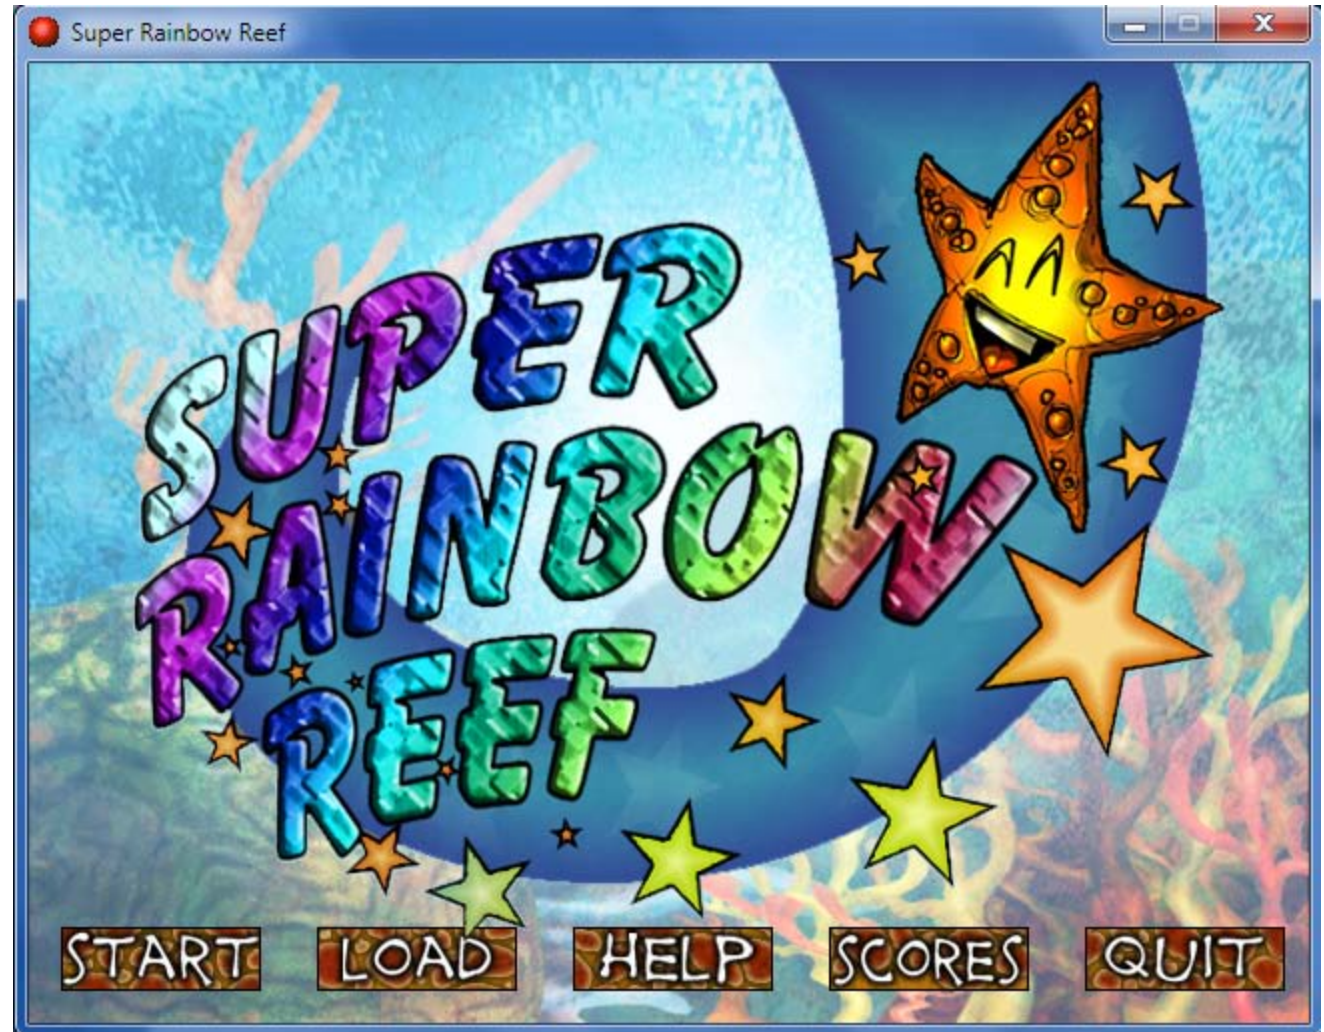 Super Rainbow Reef
SUPER
RAINBOW
REEF
START LOAD HELP SCORES QUIT